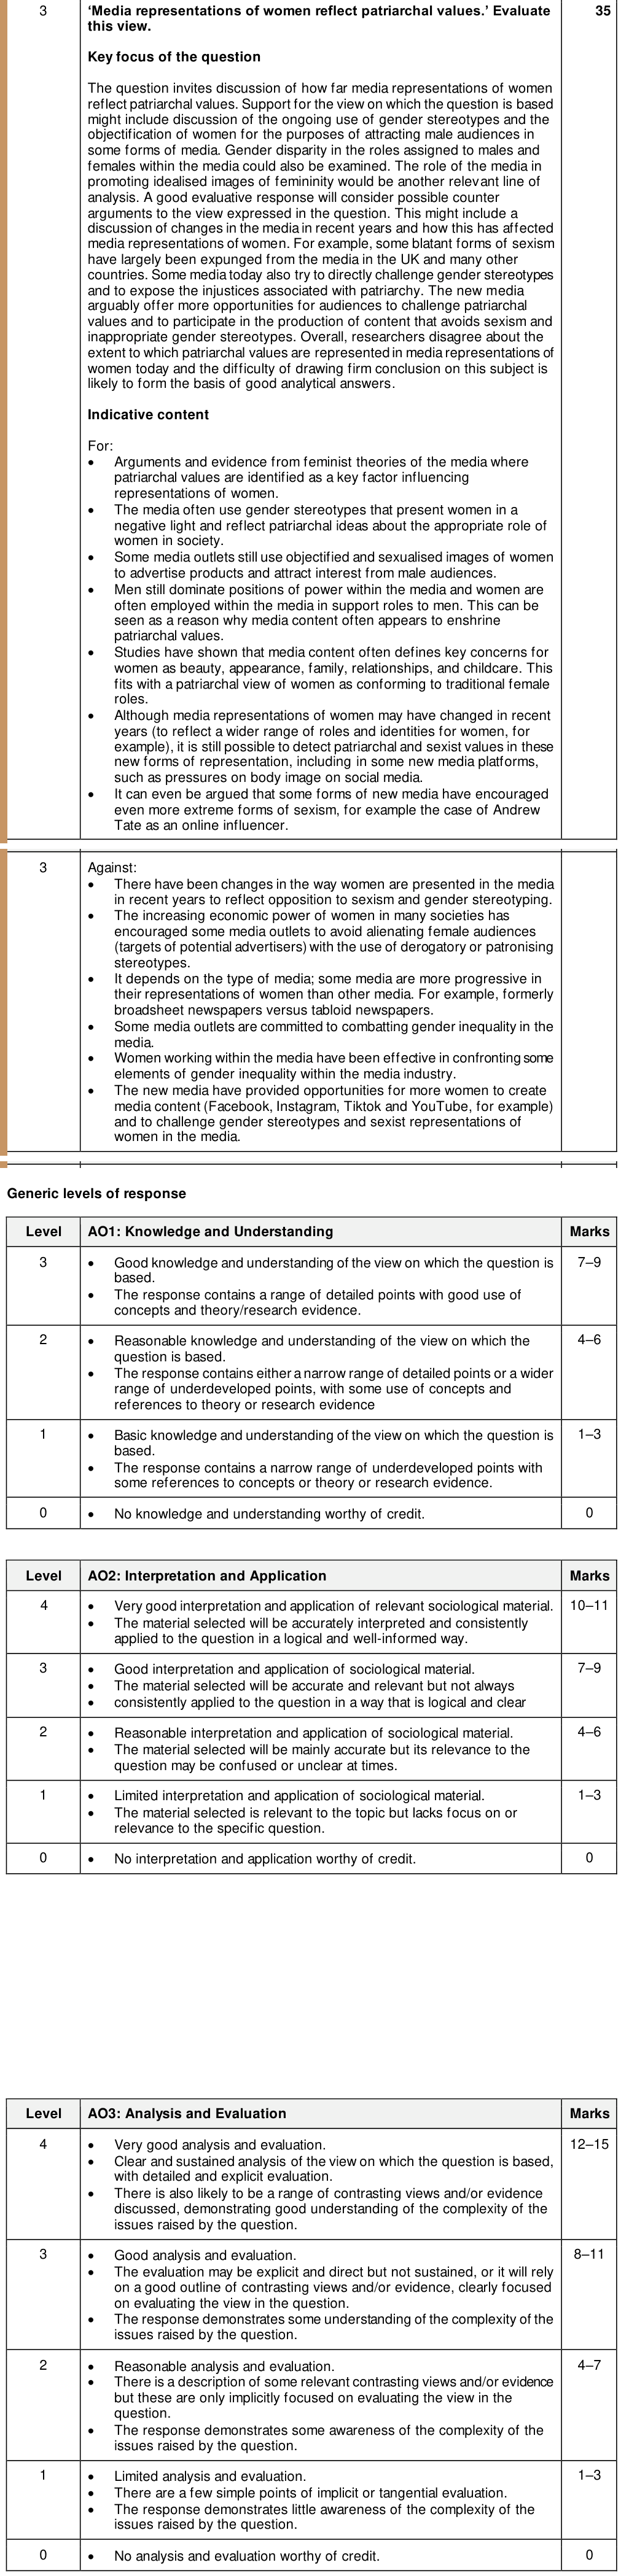 3 ‘Media representations of women reflect patriarchal values.’ Evaluate 35
this view.
Key focus of the question
The question invites discussion of how far media representations of women
reflect patriarchal values. Support for the view on which the question is based
might include discussion of the ongoing use of gender stereotypes and the
objectification of women for the purposes of attracting male audiences in
some forms of media. Gender disparity in the roles assigned to males and
females within the media could also be examined. The role of the media in
promoting idealised images of femininity would be another relevant line of
analysis. A good evaluative response will consider possible counter
arguments to the view expressed in the question. This might include a
discussion of changes in the media in recent years and how this has affected
media representations of women. For example, some blatant forms of sexism
have largely been expunged from the media in the UK and many other
countries. Some media today also try to directly challenge gender stereotypes
and to expose the injustices associated with patriarchy. The new media
arguably offer more opportunities for audiences to challenge patriarchal
values and to participate in the production of content that avoids sexism and
inappropriate gender stereotypes. Overall, researchers disagree about the
extent to which patriarchal values are represented in media representations of
women today and the difficulty of drawing firm conclusion on this subject is
likely to form the basis of good analytical answers.
Indicative content
For:
• Arguments and evidence from feminist theories of the media where
patriarchal values are identified as a key factor influencing
representations of women.
• The media often use gender stereotypes that present women in a
negative light and reflect patriarchal ideas about the appropriate role of
women in society.
• Some media outlets still use objectified and sexualised images of women
to advertise products and attract interest from male audiences.
• Men still dominate positions of power within the media and women are
often employed within the media in support roles to men. This can be
seen as a reason why media content often appears to enshrine
patriarchal values.
• Studies have shown that media content often defines key concerns for
women as beauty, appearance, family, relationships, and childcare. This
fits with a patriarchal view of women as conforming to traditional female
roles.
• Although media representations of women may have changed in recent
years (to reflect a wider range of roles and identities for women, for
example), it is still possible to detect patriarchal and sexist values in these
new forms of representation, including in some new media platforms,
such as pressures on body image on social media.
• It can even be argued that some forms of new media have encouraged
even more extreme forms of sexism, for example the case of Andrew
Tate as an online influencer.
3 Against:
• There have been changes in the way women are presented in the media
in recent years to reflect opposition to sexism and gender stereotyping.
• The increasing economic power of women in many societies has
encouraged some media outlets to avoid alienating female audiences
(targets of potential advertisers) with the use of derogatory or patronising
stereotypes.
• It depends on the type of media; some media are more progressive in
their representations of women than other media. For example, formerly
broadsheet newspapers versus tabloid newspapers.
• Some media outlets are committed to combatting gender inequality in the
media.
• Women working within the media have been effective in confronting some
elements of gender inequality within the media industry.
• The new media have provided opportunities for more women to create
media content (Facebook, Instagram, Tiktok and YouTube, for example)
and to challenge gender stereotypes and sexist representations of
women in the media.
Generic levels of response
Level AO1: Knowledge and Understanding Marks
3 • Good knowledge and understanding of the view on which the question is 7–9
based.
• The response contains a range of detailed points with good use of
concepts and theory/research evidence.
2 • Reasonable knowledge and understanding of the view on which the 4–6
question is based.
• The response contains either a narrow range of detailed points or a wider
range of underdeveloped points, with some use of concepts and
references to theory or research evidence
1 • Basic knowledge and understanding of the view on which the question is 1–3
based.
• The response contains a narrow range of underdeveloped points with
some references to concepts or theory or research evidence.
0 • No knowledge and understanding worthy of credit. 0
Level AO2: Interpretation and Application Marks
4 • Very good interpretation and application of relevant sociological material. 10–11
• The material selected will be accurately interpreted and consistently
applied to the question in a logical and well-informed way.
3 • Good interpretation and application of sociological material. 7–9
• The material selected will be accurate and relevant but not always
• consistently applied to the question in a way that is logical and clear
2 • Reasonable interpretation and application of sociological material. 4–6
• The material selected will be mainly accurate but its relevance to the
question may be confused or unclear at times.
1 • Limited interpretation and application of sociological material. 1–3
• The material selected is relevant to the topic but lacks focus on or
relevance to the specific question.
0 • No interpretation and application worthy of credit. 0
Level AO3: Analysis and Evaluation Marks
4 • Very good analysis and evaluation. 12–15
• Clear and sustained analysis of the view on which the question is based,
with detailed and explicit evaluation.
• There is also likely to be a range of contrasting views and/or evidence
discussed, demonstrating good understanding of the complexity of the
issues raised by the question.
3 • Good analysis and evaluation. 8–11
• The evaluation may be explicit and direct but not sustained, or it will rely
on a good outline of contrasting views and/or evidence, clearly focused
on evaluating the view in the question.
• The response demonstrates some understanding of the complexity of the
issues raised by the question.
2 • Reasonable analysis and evaluation. 4–7
• There is a description of some relevant contrasting views and/or evidence
but these are only implicitly focused on evaluating the view in the
question.
• The response demonstrates some awareness of the complexity of the
issues raised by the question.
1 • Limited analysis and evaluation. 1–3
• There are a few simple points of implicit or tangential evaluation.
• The response demonstrates little awareness of the complexity of the
issues raised by the question.
0 • No analysis and evaluation worthy of credit. 0